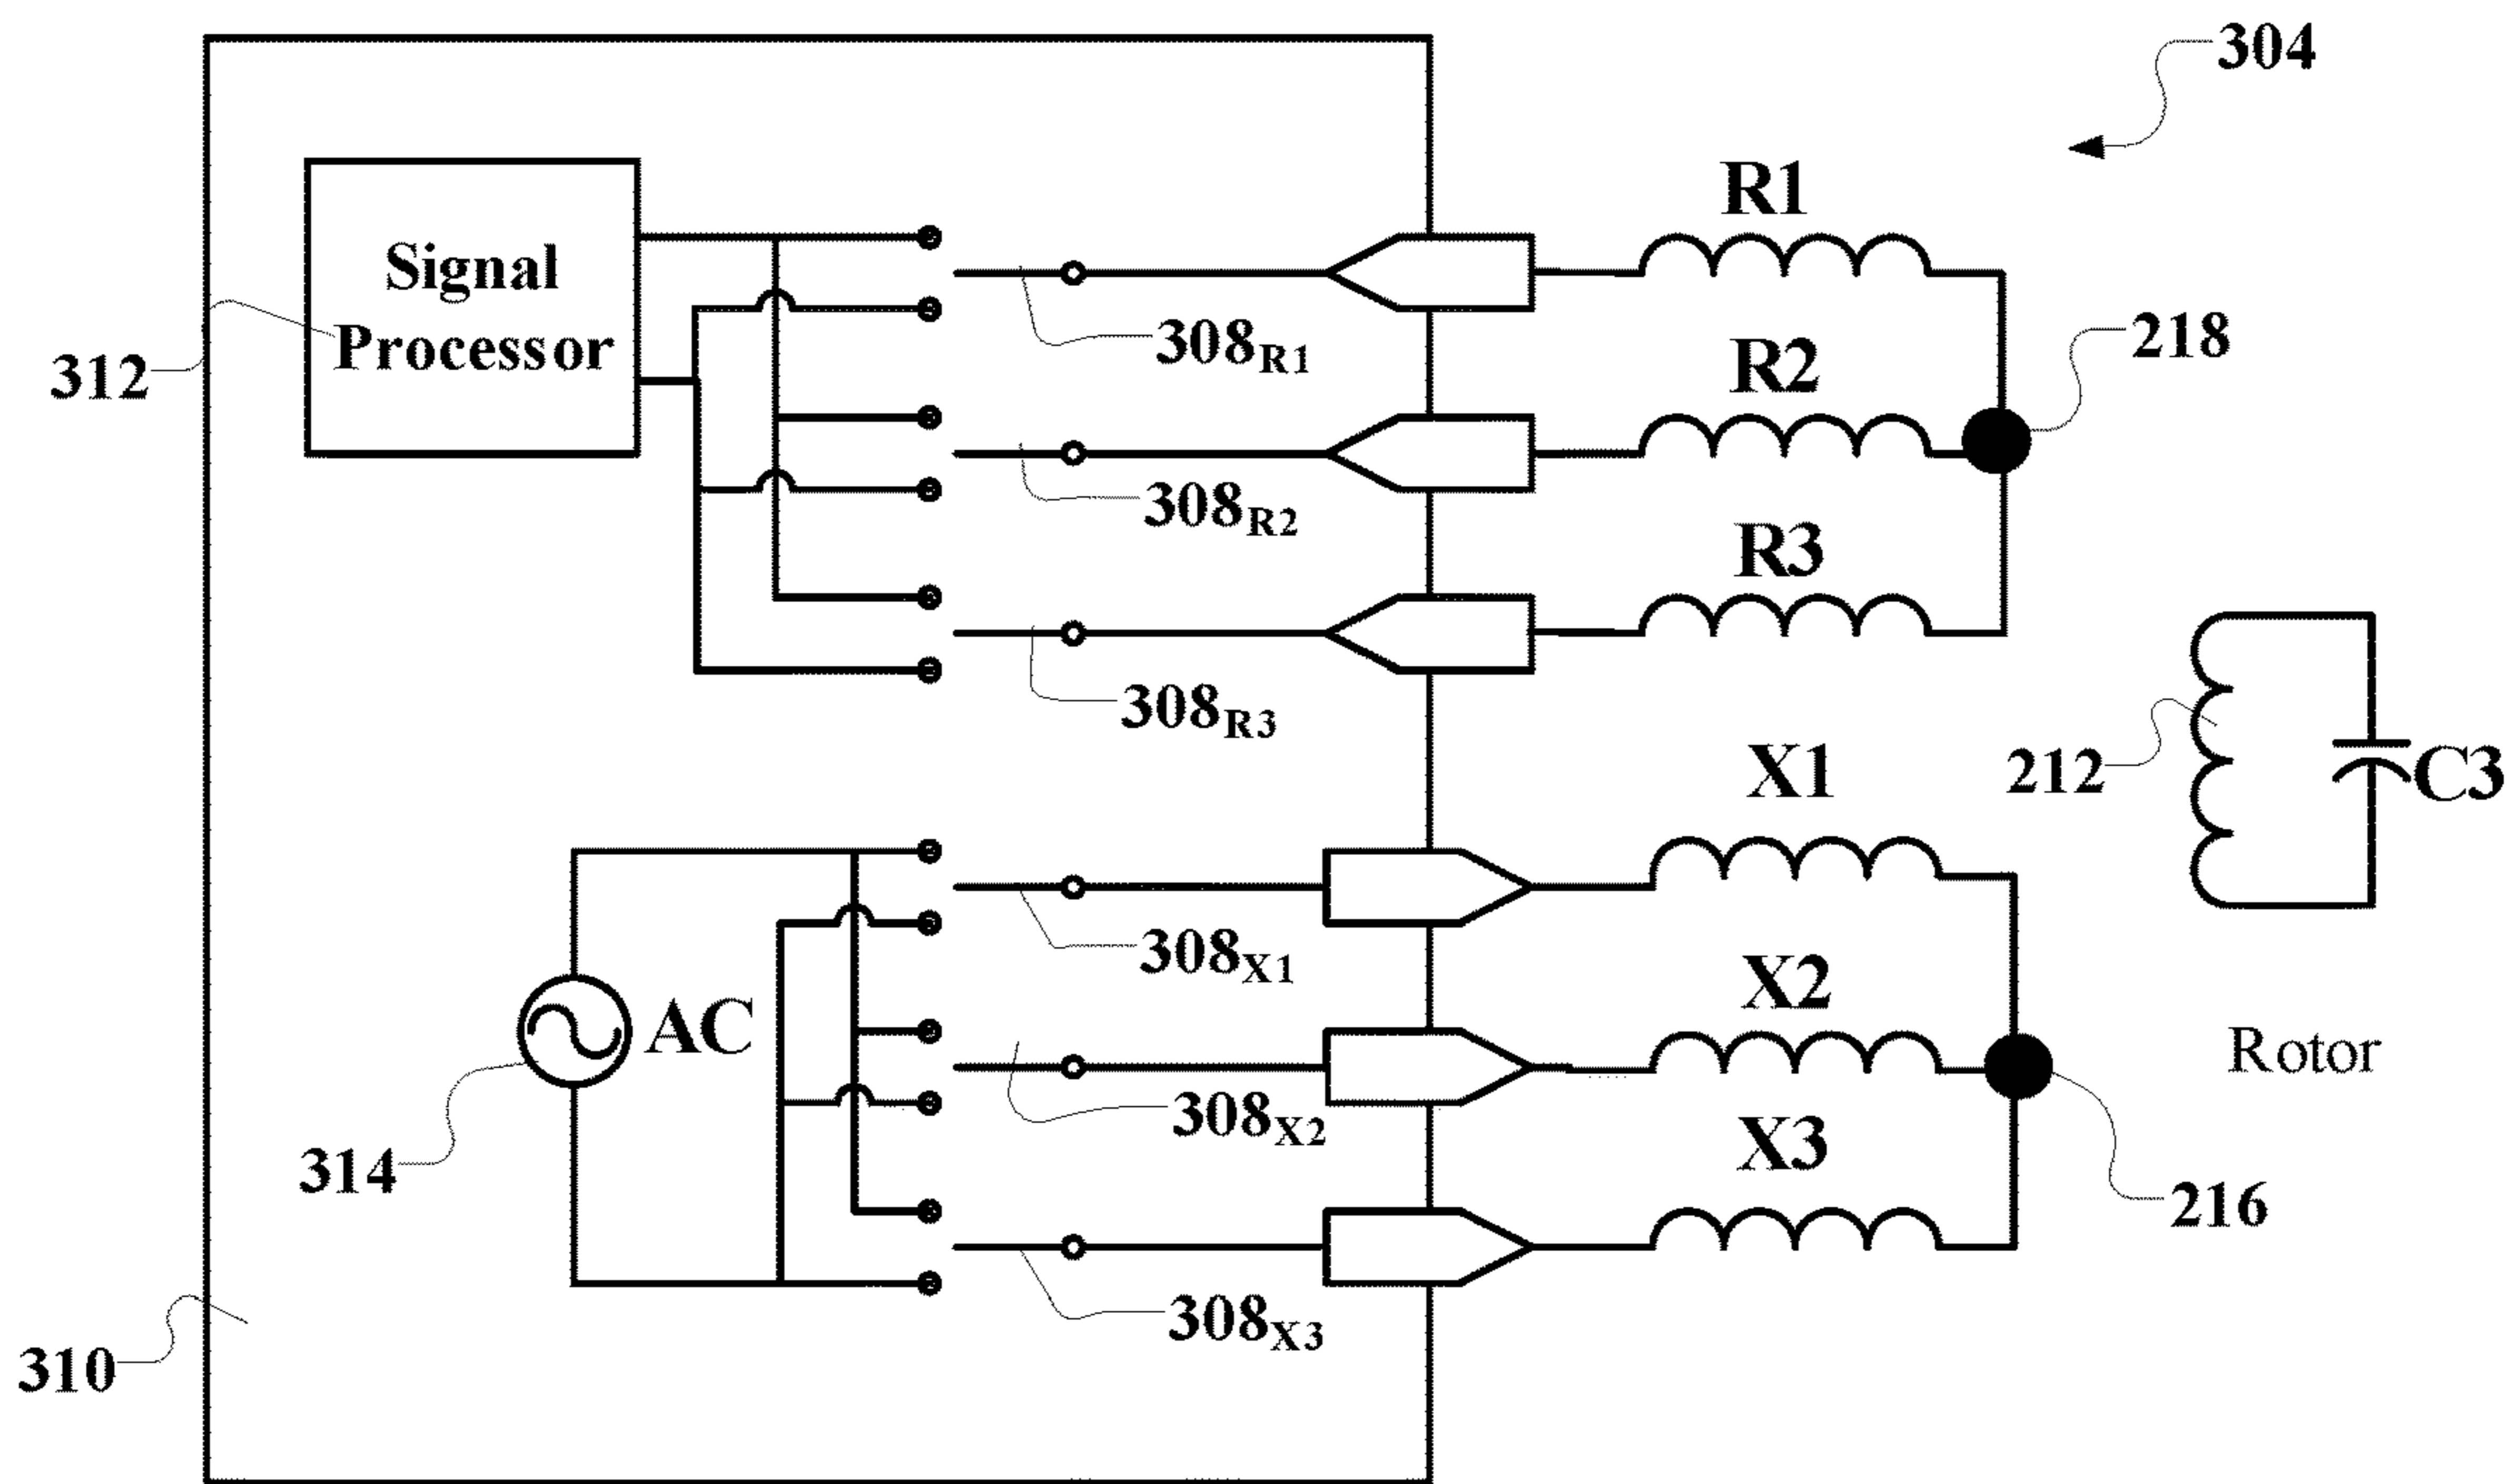 304
R1
Signal
Processor
308R1
218
312
R2
308R2
R3
308R3
X1
212
C3
308X1
X2
AC
Rotor
308X2
X3
314
216
308X3
310